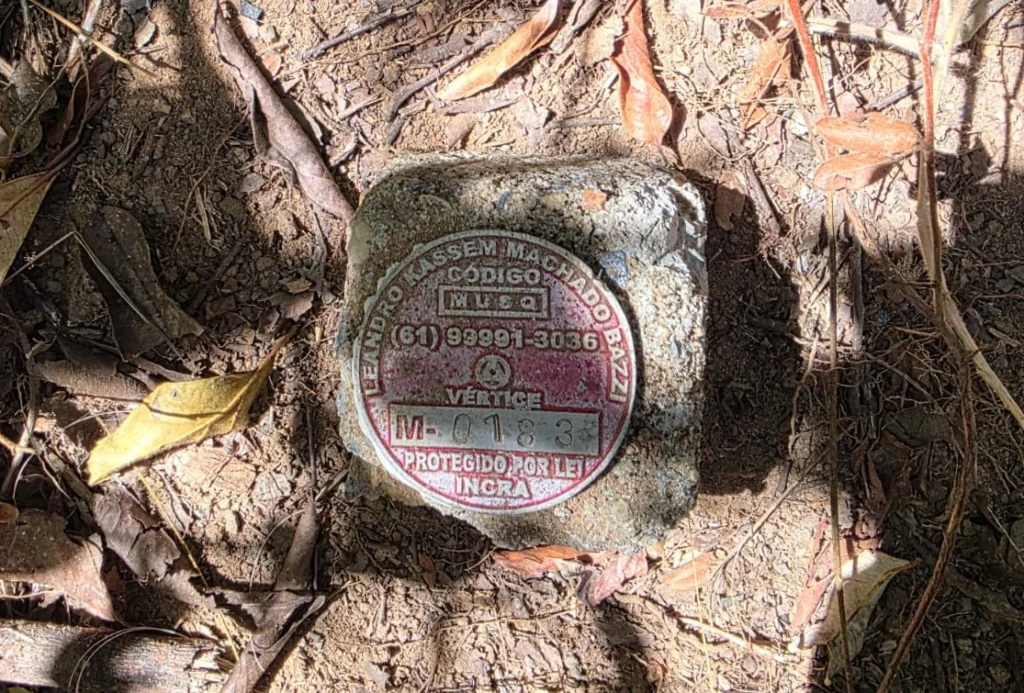 LEANDRO KASSEM MACHADO BAZZI
CÓDIGO
MUSQ
(61) 99991-3036
VÉRTICE
M-0183
PROTEGIDO POR LEI
INCRA